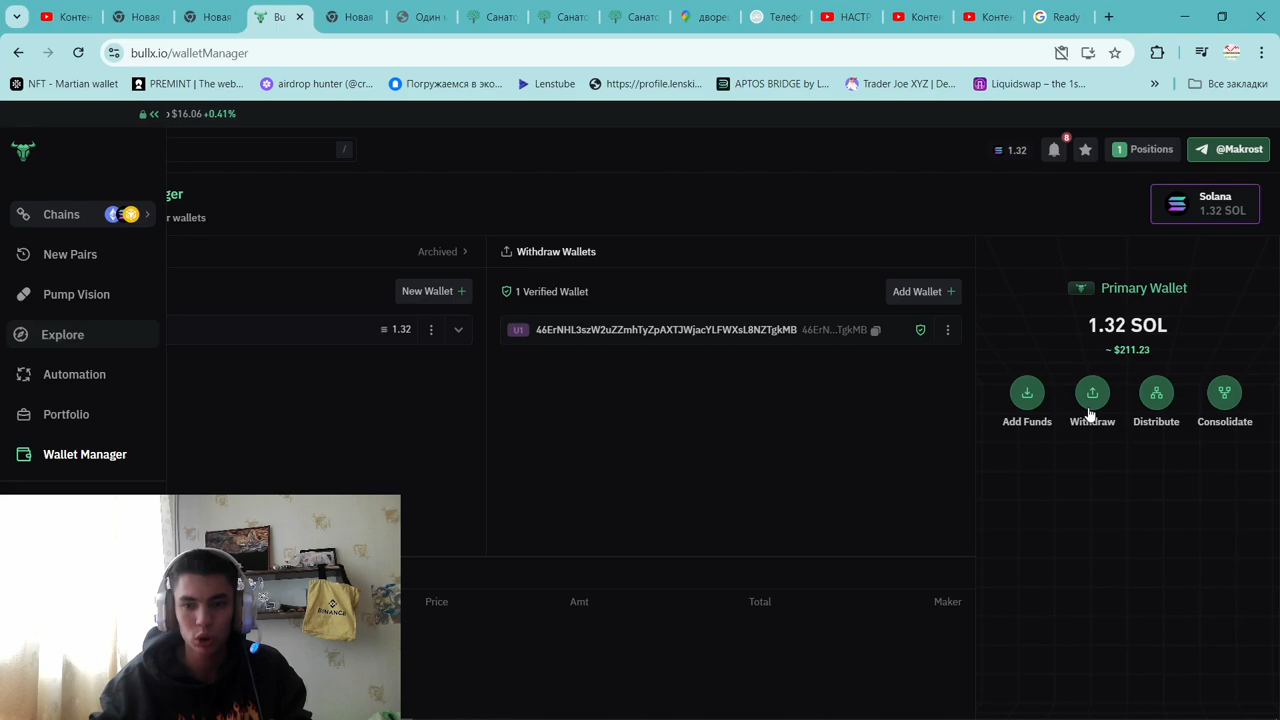 Контен
Новая
Новая
Bu
Новая
Один
Санато
Санато
Санато
дворец
Телеф
НАСТР
Контен
Контен
Ready
bullx.io/walletManager
NFT - Martian wallet
PREMINT | The web...
airdrop hunter (@cr...
Погружаемся в эко...
Lenstube
https://profile.lenski...
APTOS BRIDGE by L...
Trader Joe XYZ | De...
Liquidswap – the 1s...
»
Все закладки
$16.06 +0.41%
/
1.32
8
1 Positions
@Makrost
ger
r wallets
Solana
1.32 SOL
Chains
New Pairs
Pump Vision
Explore
Automation
Portfolio
Wallet Manager
Archived
New Wallet +
1.32
Withdraw Wallets
1 Verified Wallet
Add Wallet +
U1 46ErNHL3szW2uZZmhTyZpAXTJWjacYLFWXsL8NZTgkMB 46ErN...TgkMB
Primary Wallet
1.32 SOL
~ $211.23
Add Funds
Withdraw
Distribute
Consolidate
Price
Amt
Total
Maker
BINANCE